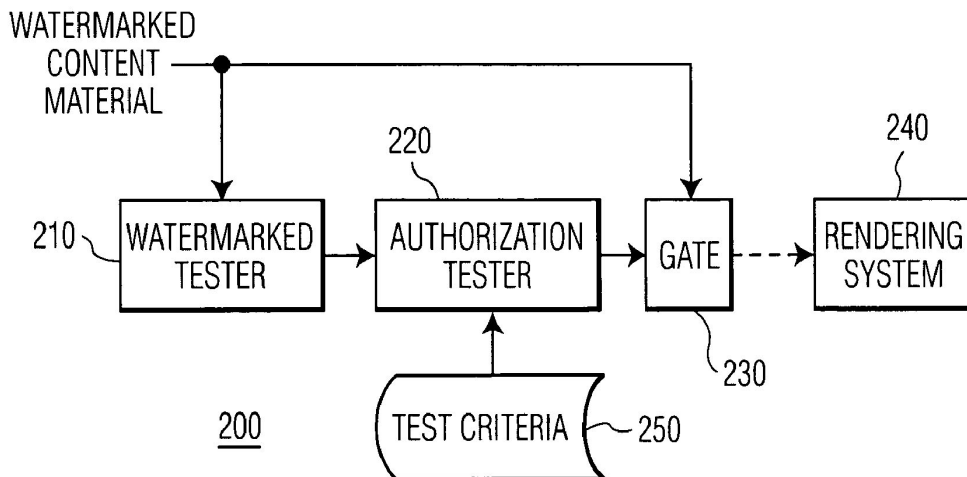 WATERMARKED
CONTENT
MATERIAL
220
240
210
WATERMARKED
TESTER
AUTHORIZATION
TESTER
GATE
RENDERING
SYSTEM
230
200
TEST CRITERIA
250